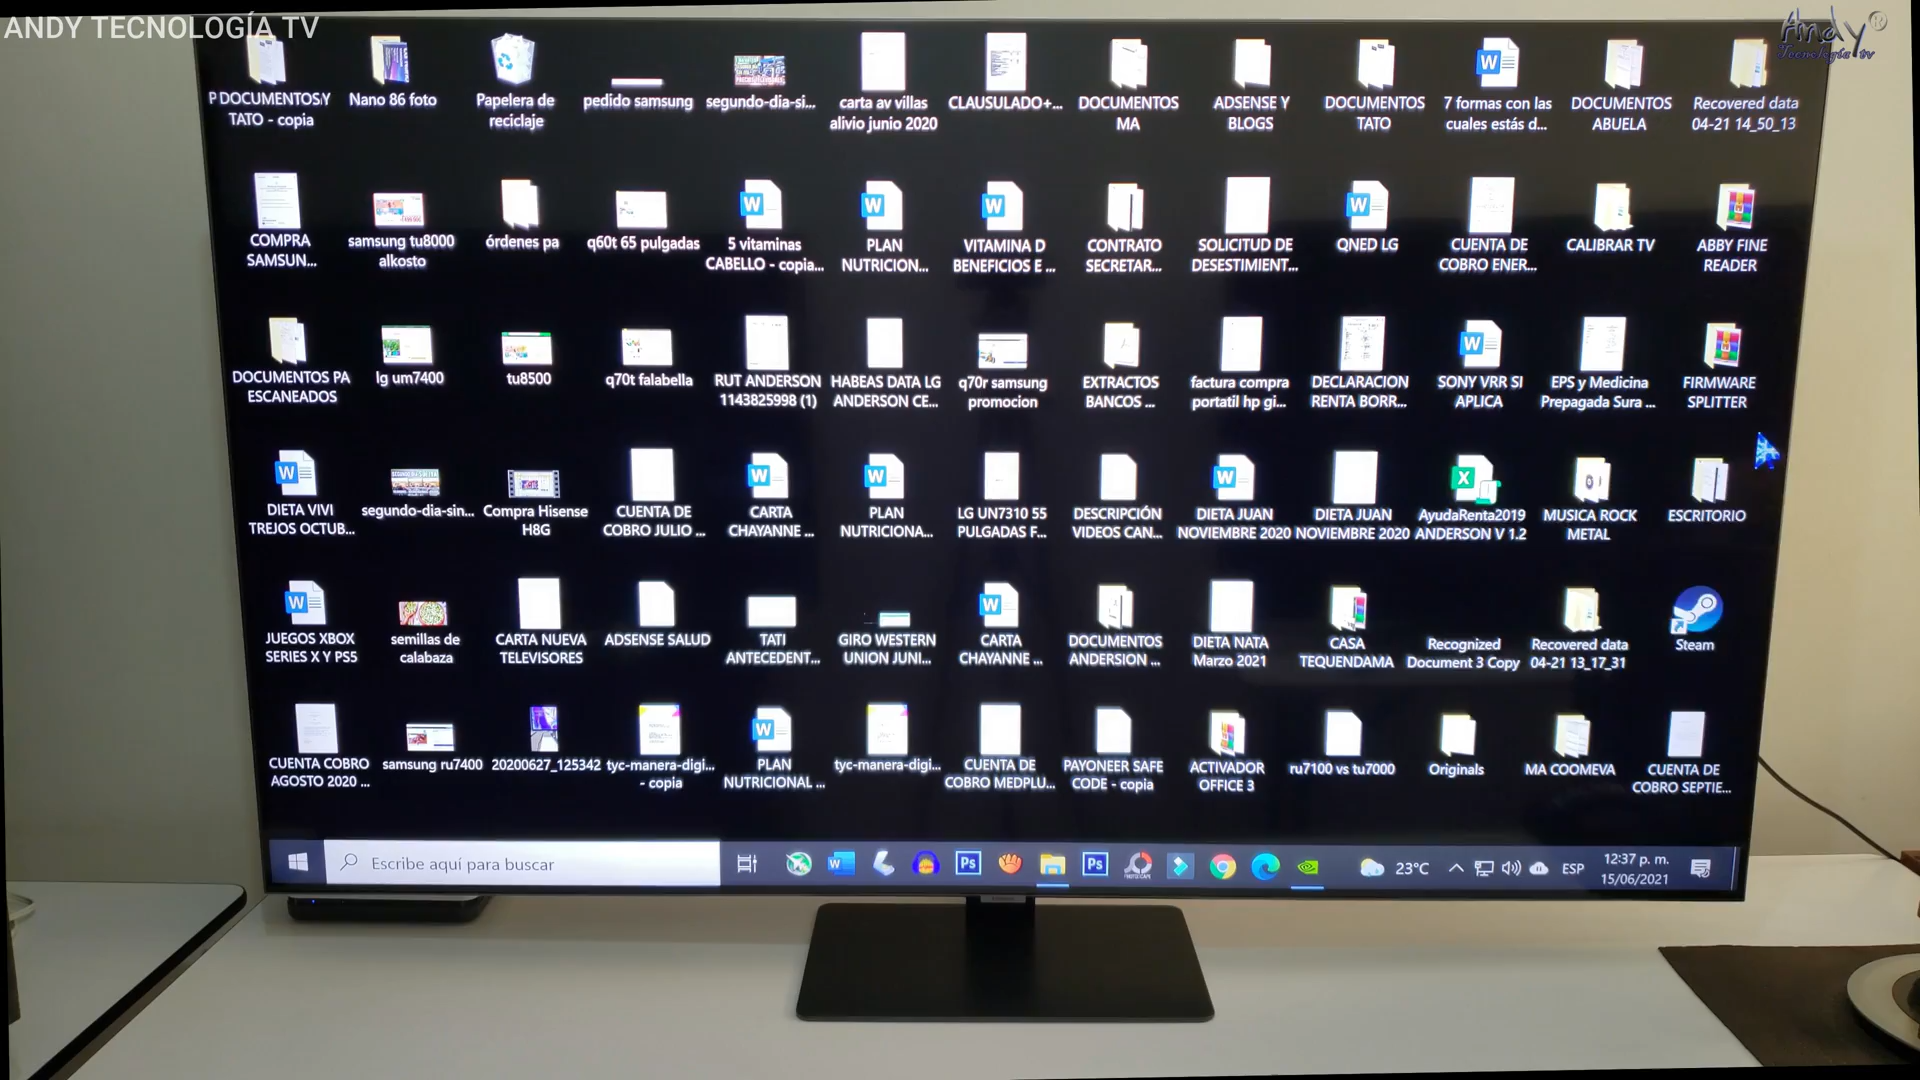 ANDY TECNOLOGÍA TV
Andy®
Tecnología tv
P DOCUMENTOS Y
TATO - copia
Nano 86 foto
Papelera de
reciclaje
pedido samsung
segundo-dia-si...
carta av villas
alivio junio 2020
CLAUSULADO+...
DOCUMENTOS
MA
ADSENSE Y
BLOGS
DOCUMENTOS
TATO
7 formas con las
cuales estás d...
DOCUMENTOS
ABUELA
Recovered data
04-21 14_50_13
COMPRA
SAMSUN...
samsung tu8000
alkosto
órdenes pa
q60t 65 pulgadas
5 vitaminas
CABELLO - copia...
PLAN
NUTRICION...
VITAMINA D
BENEFICIOS E ...
CONTRATO
SECRETAR...
SOLICITUD DE
DESESTIMIENT...
QNED LG
CUENTA DE
COBRO ENER...
CALIBRAR TV
ABBY FINE
READER
DOCUMENTOS PA
ESCANEADOS
lg um7400
tu8500
q70t falabella
RUT ANDERSON
1143825998 (1)
HABEAS DATA LG
ANDERSON CE...
q70r samsung
promocion
EXTRACTOS
BANCOS ...
factura compra
portatil hp gi...
DECLARACION
RENTA BORR...
SONY VRR SI
APLICA
EPS y Medicina
Prepagada Sura ...
FIRMWARE
SPLITTER
DIETA VIVI
TREJOS OCTUB...
segundo-dia-sin...
Compra Hisense
H8G
CUENTA DE
COBRO JULIO ...
CARTA
CHAYANNE ...
PLAN
NUTRICIONA...
LG UN7310 55
PULGADAS F...
DESCRIPCIÓN
VIDEOS CAN...
DIETA JUAN
NOVIEMBRE 2020
DIETA JUAN
NOVIEMBRE 2020
AyudaRenta2019
ANDERSON V 1.2
MUSICA ROCK
METAL
ESCRITORIO
JUEGOS XBOX
SERIES X Y PS5
semillas de
calabaza
CARTA NUEVA
TELEVISORES
ADSENSE SALUD
TATI
ANTECEDENT...
GIRO WESTERN
UNION JUNI...
CARTA
CHAYANNE ...
DOCUMENTOS
ANDERSION ...
DIETA NATA
Marzo 2021
CASA
TEQUENDAMA
Recognized
Document 3 Copy
Recovered data
04-21 13_17_31
Steam
CUENTA COBRO
AGOSTO 2020 ...
samsung ru7400
20200627_125342
tyc-manera-digi...
- copia
PLAN
NUTRICIONAL ...
tyc-manera-digi...
CUENTA DE
COBRO MEDPLU...
PAYONEER SAFE
CODE - copia
ACTIVADOR
OFFICE 3
ru7100 vs tu7000
Originals
MA COOMEVA
CUENTA DE
COBRO SEPTIE...
Escribe aquí para buscar
23°C
ESP
12:37 p. m.
15/06/2021